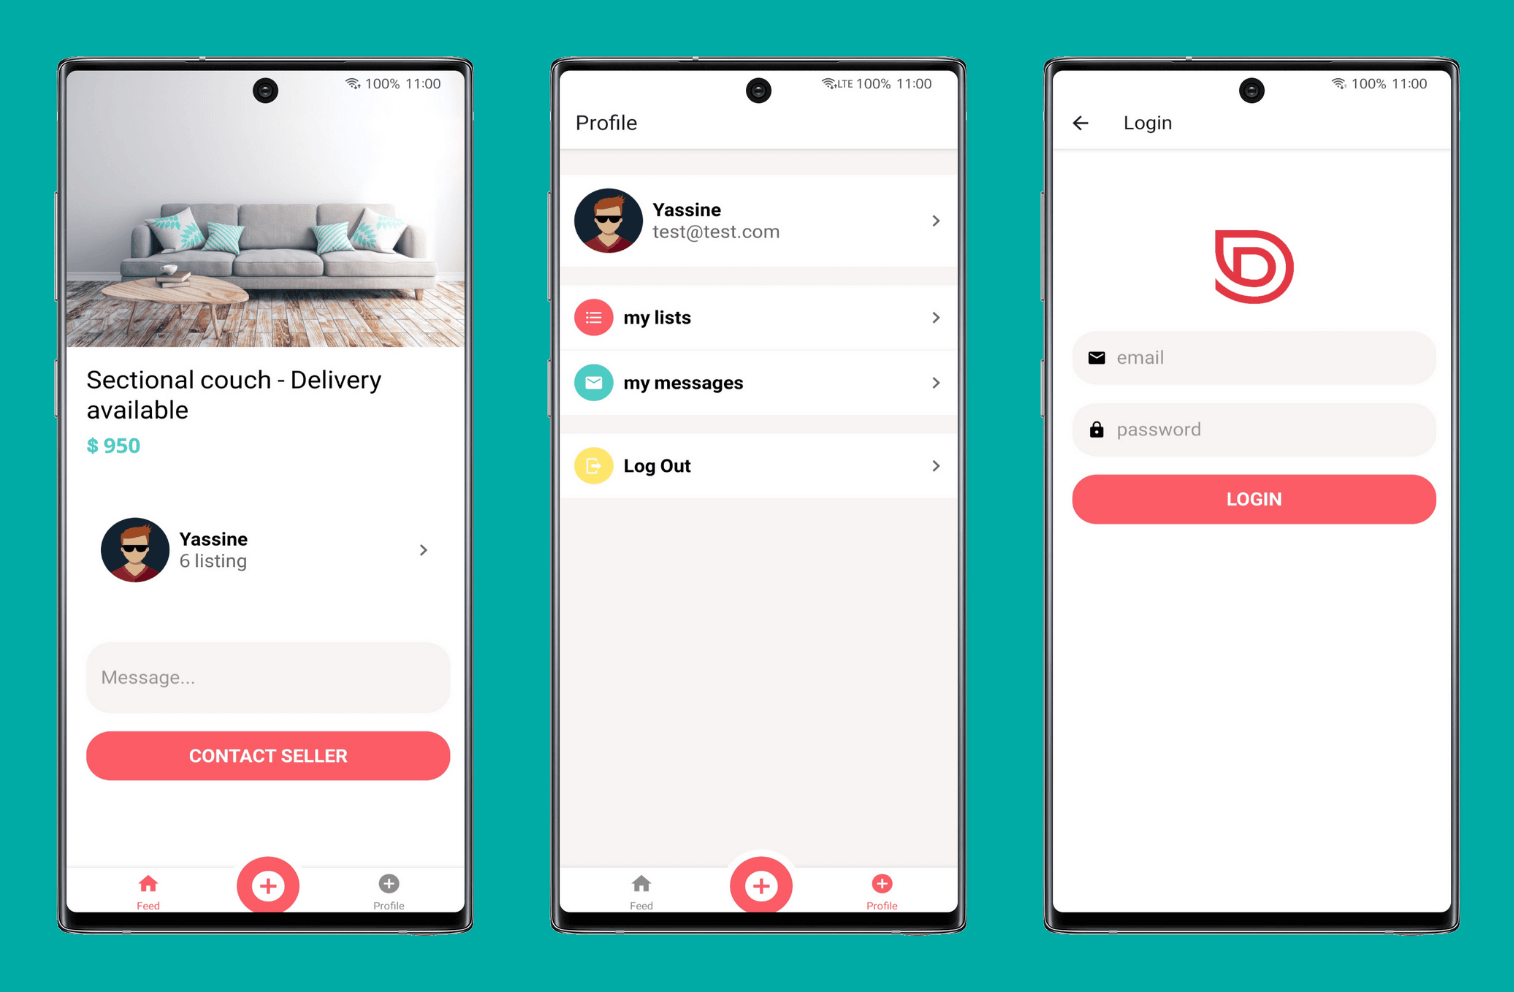 100% 11:00
Sectional couch - Delivery
available
$ 950
Yassine
6 listing
Message...
CONTACT SELLER
Feed
Profile
LTE 100% 11:00
Profile
Yassine
test@test.com
my lists
my messages
Log Out
Feed
Profile
100% 11:00
Login
email
password
LOGIN